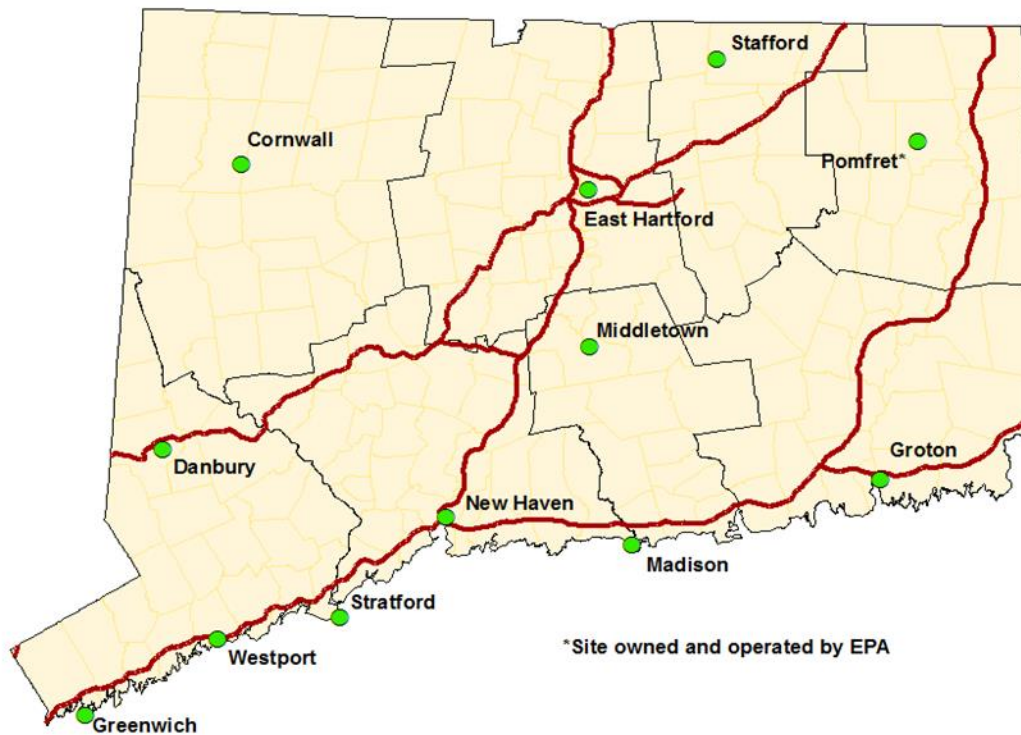 Stafford
Cornwall
Pomfret*
East Hartford
Middletown
Danbury
Groton
New Haven
Madison
Stratford
*Site owned and operated by EPA
Westport
Greenwich